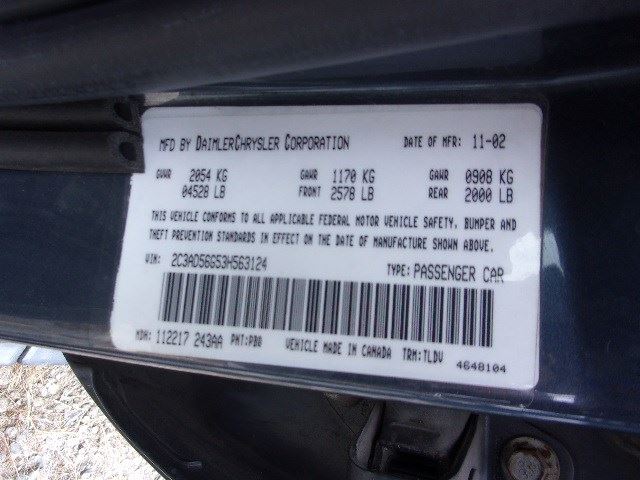 MFD BY DAIMLERCHRYSLER CORPORATION DATE OF MFR: 11-02
GVWR 2054 KG GAWR 1170 KG GAWR 0908 KG
04528 LB FRONT 2578 LB REAR 2000 LB
THIS VEHICLE CONFORMS TO ALL APPLICABLE FEDERAL MOTOR VEHICLE SAFETY, BUMPER AND
THEFT PREVENTION STANDARDS IN EFFECT ON THE DATE OF MANUFACTURE SHOWN ABOVE.
VIN: 2C3AD56G53H563124 TYPE: PASSENGER CAR
MDH: 112217 243AA PNT: PBQ VEHICLE MADE IN CANADA TRM: TLDV
4648104